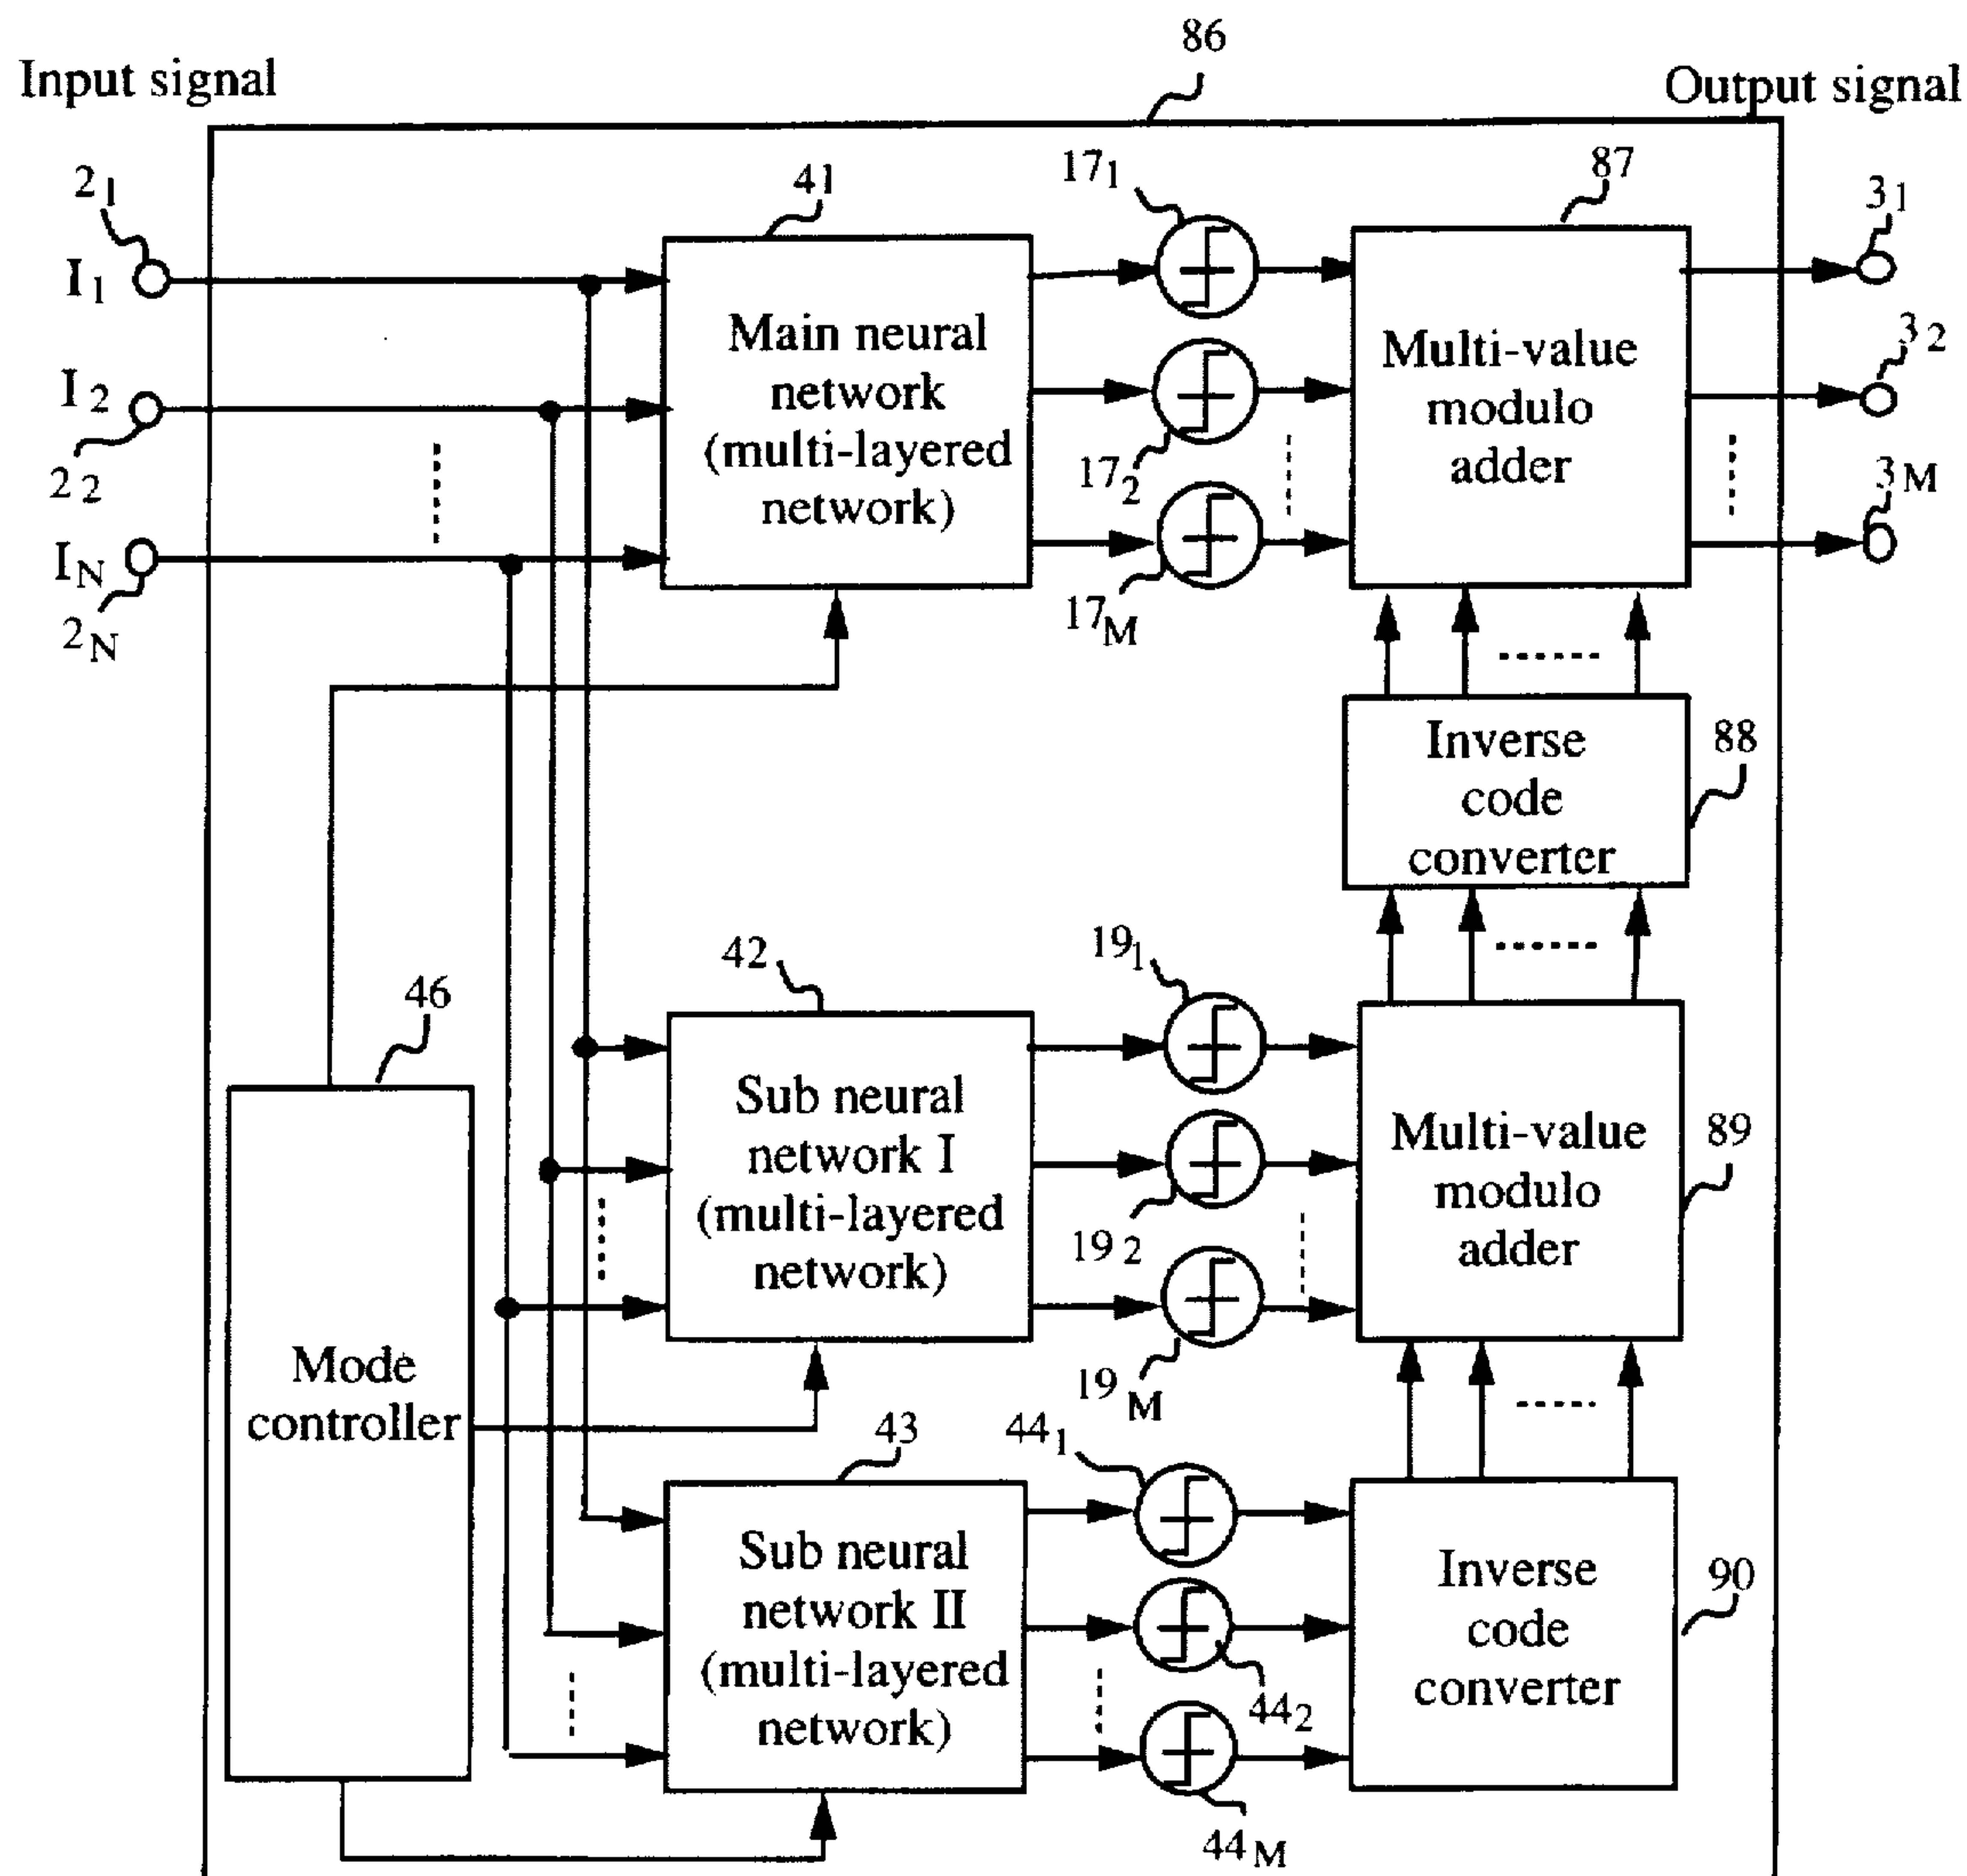 86
Input signal
Output signal
2 1
41
17 1
87
3 1
I 1
Main neural
network
(multi-layered
network)
Multi-value
modulo
adder
I 2
2 2
17 2
3 2
I N
2 N
17 M
3 M
Inverse
code
converter
88
46
42
19 1
Sub neural
network I
(multi-layered
network)
19 2
Multi-value
modulo
adder
89
Mode
controller
19 M
43
44 1
Sub neural
network II
(multi-layered
network)
44 2
44 M
Inverse
code
converter
90